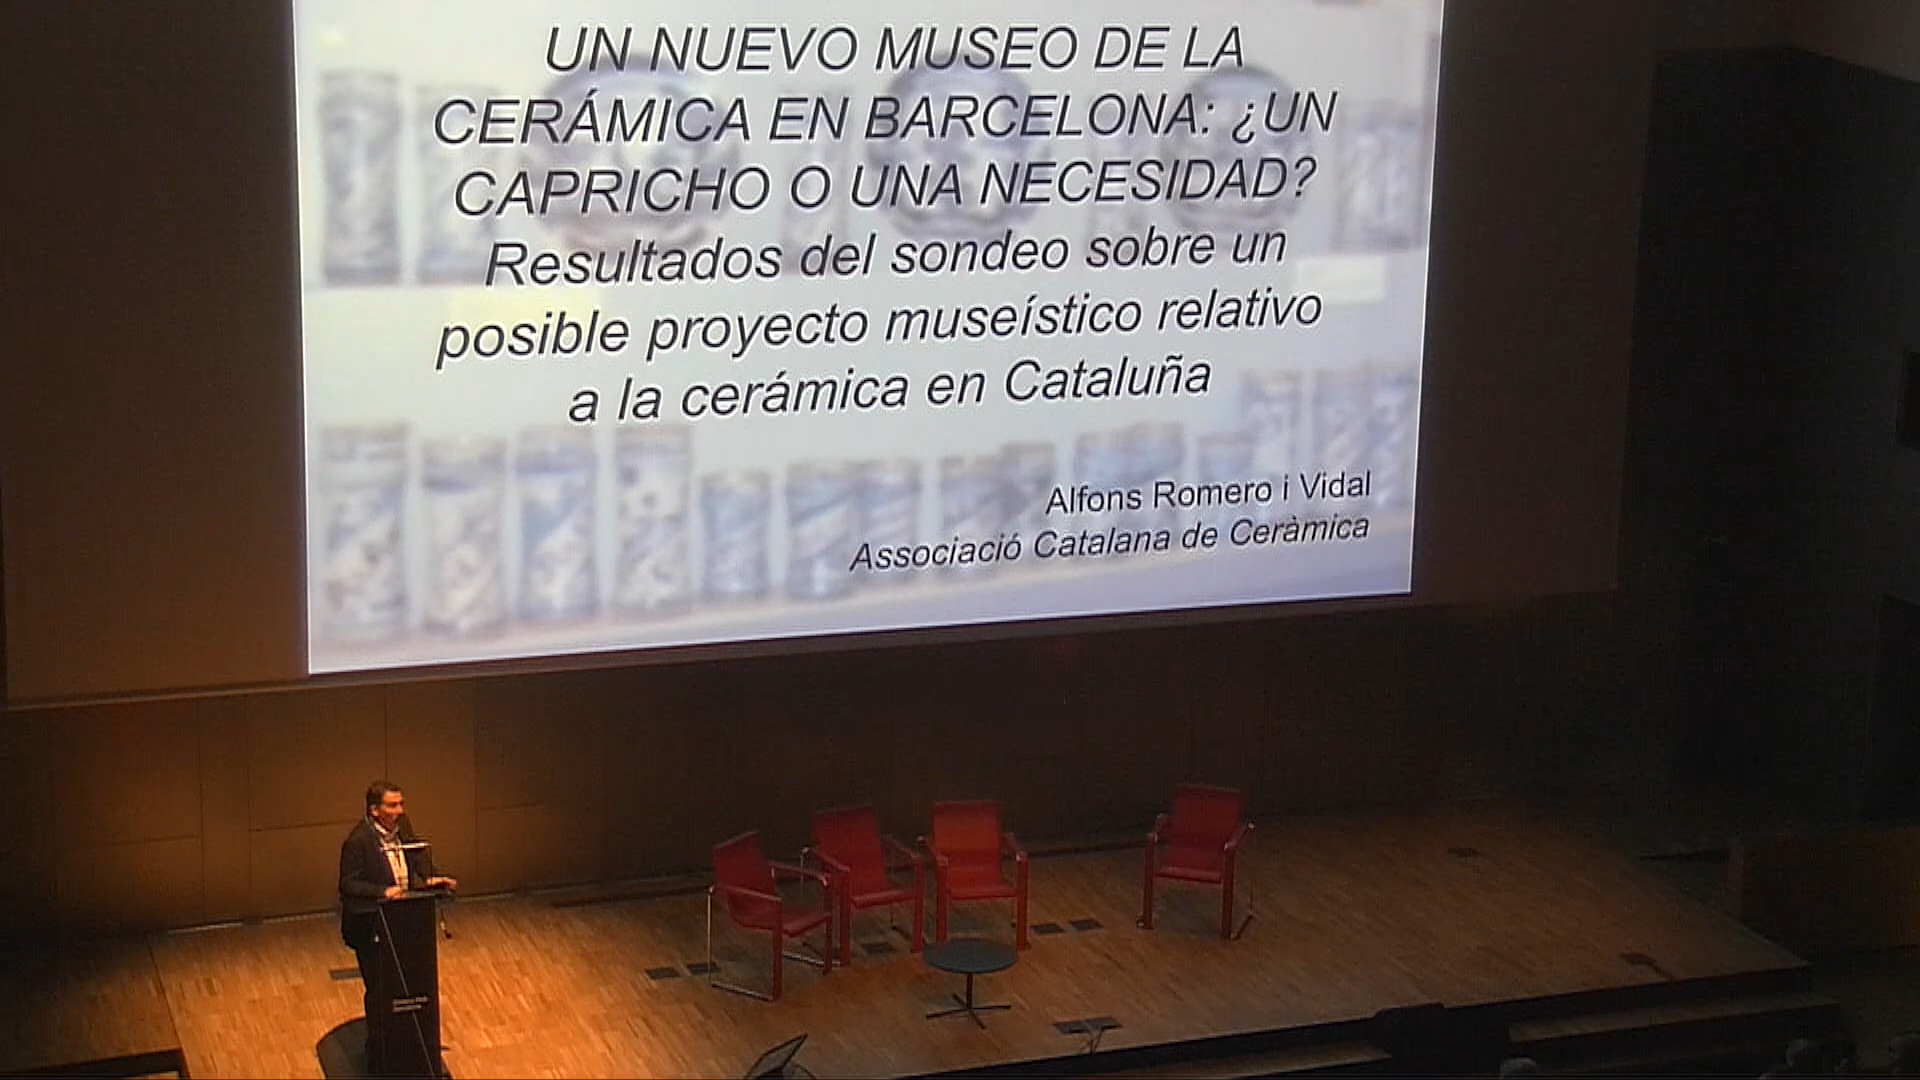 UN NUEVO MUSEO DE LA
CERÁMICA EN BARCELONA: ¿UN
CAPRICHO O UNA NECESIDAD?
Resultados del sondeo sobre un
posible proyecto museístico relativo
a la cerámica en Cataluña
Alfons Romero i Vidal
Associació Catalana de Ceràmica